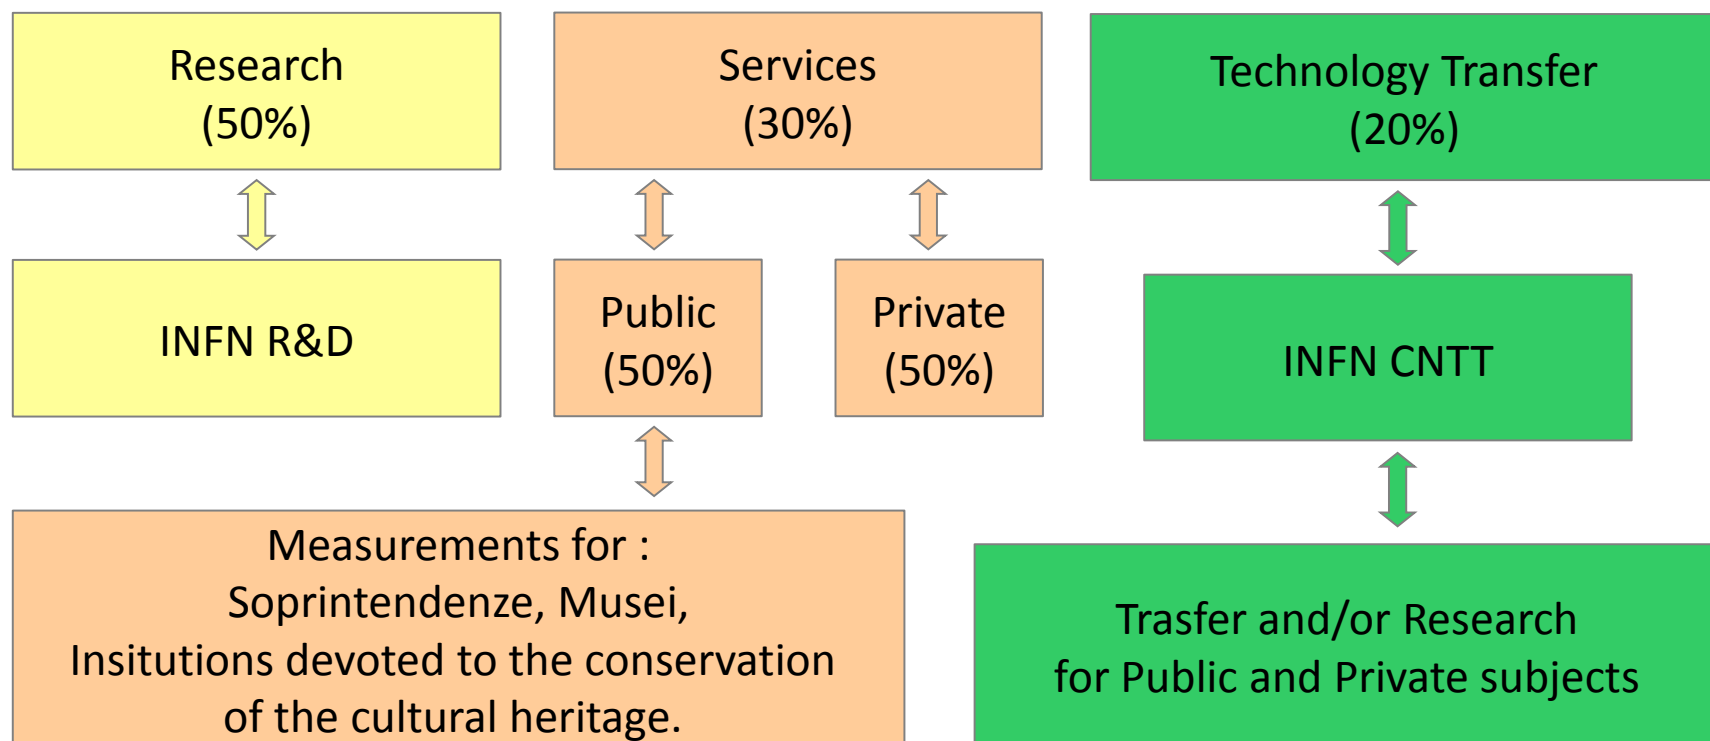 Research
(50%)
Services
(30%)
Technology Transfer
(20%)
INFN R&D
Public
(50%)
Private
(50%)
INFN CNTT
Measurements for :
Soprintendenze, Musei,
Insitutions devoted to the conservation
of the cultural heritage.
Trasfer and/or Research
for Public and Private subjects